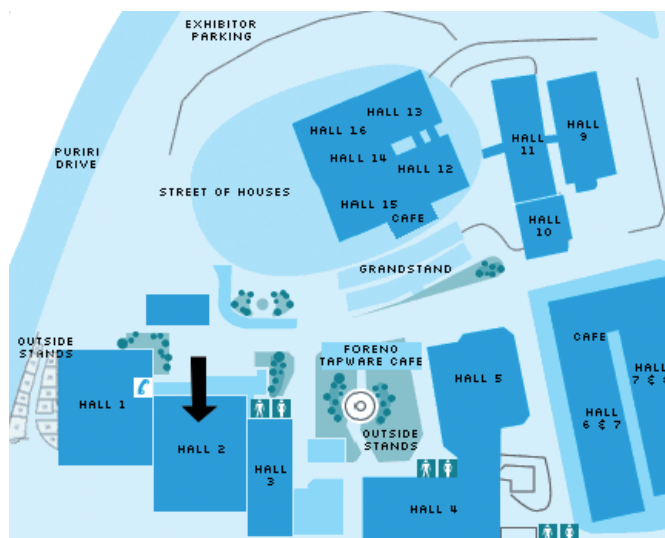 EXHIBITOR
PARKING
HALL 13
HALL 16
HALL 9
HALL
11
PURIRI
DRIVE
HALL 14
HALL 12
STREET OF HOUSES
HALL 15
CAFE
HALL
10
GRANDSTAND
OUTSIDE
STANDS
FORENO
TAPWARE CAFE
CAFE
HALL 5
HALL
7 &
HALL 1
HALL
6 & 7
OUTSIDE
STANDS
HALL 2
HALL
3
HALL 4